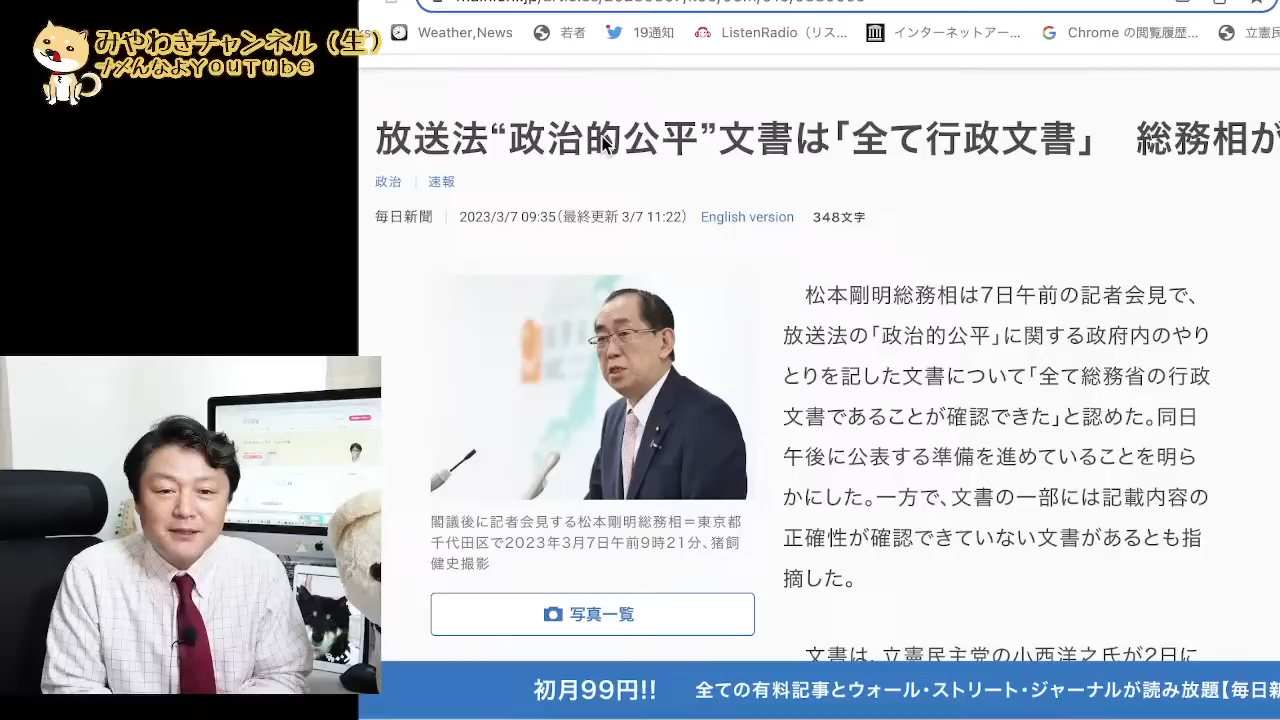 みやわきチャンネル（生）
ナメんなよYouTube
Weather,News
若者
19通知
ListenRadio（リス...
インターネットアー...
Chrome の閲覧履歴...
立憲民
放送法“政治的公平”文書は「全て行政文書」　総務相が
政治
速報
毎日新聞
2023/3/7 09:35（最終更新 3/7 11:22）
English version
348文字
松本剛明総務相は7日午前の記者会見で、
放送法の「政治的公平」に関する政府内のやり
とりを記した文書について「全て総務省の行政
文書であることが確認できた」と認めた。同日
午後に公表する準備を進めていることを明ら
かにした。一方で、文書の一部には記載内容の
正確性が確認できていない文書があるとも指
摘した。
閣議後に記者会見する松本剛明総務相＝東京都
千代田区で2023年3月7日午前9時21分、猪飼
健史撮影
写真一覧
文書は、立憲民主党の小西洋之氏が2日に
初月99円!!
全ての有料記事とウォール・ストリート・ジャーナルが読み放題【毎日新